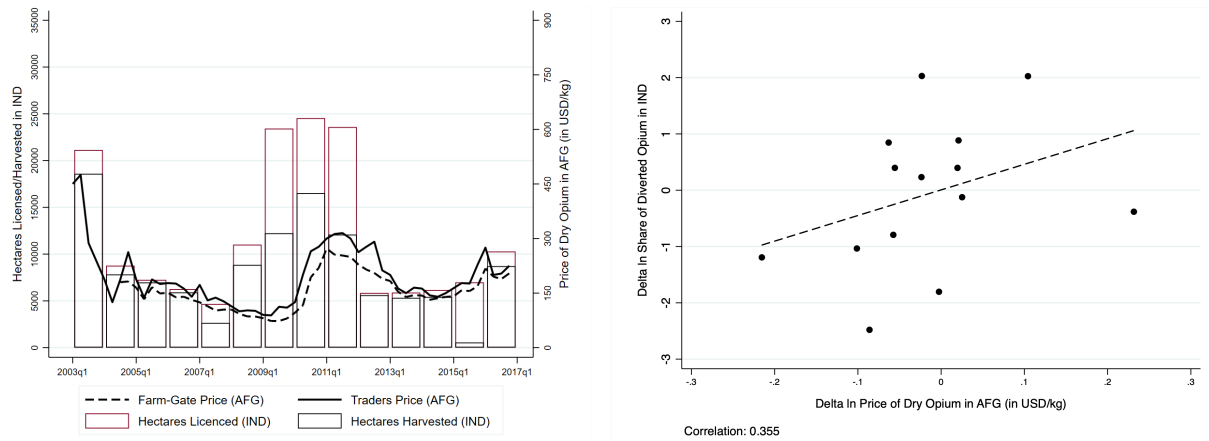 Hectares Licensed/Harvested in IND
35000
30000
25000
20000
15000
10000
5000
0
900
750
600
450
300
150
0
Price of Dry Opium in AFG (in USD/kg)
2003q1 2005q1 2007q1 2009q1 2011q1 2013q1 2015q1 2017q1
Farm-Gate Price (AFG) Traders Price (AFG)
Hectares Licenced (IND) Hectares Harvested (IND)
Delta ln Share of Diverted Opium in IND
3
2
1
0
-1
-2
-3
-.3 -.2 -.1 0 .1 .2 .3
Delta ln Price of Dry Opium in AFG (in USD/kg)
Correlation: 0.355